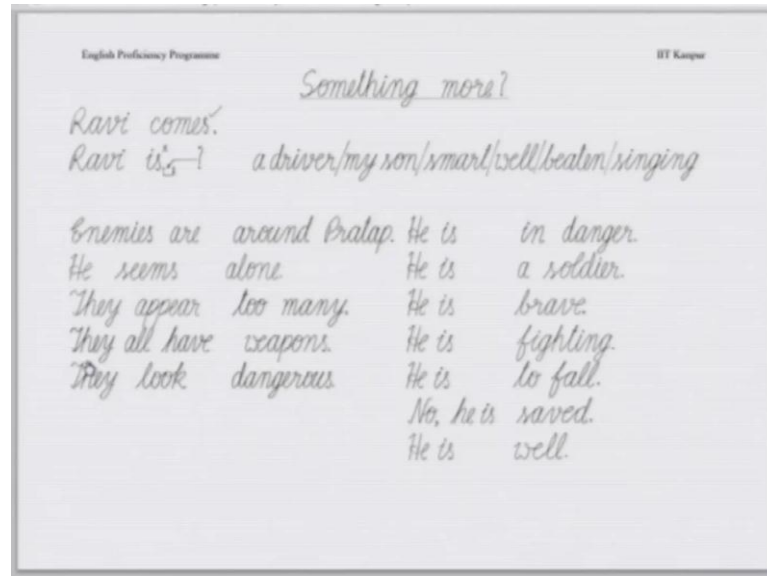 English Proficiency Programme IIT Kanpur
Something more?
Ravi comes.
Ravi is ? a driver/my son/smart/well/beaten/singing
Enemies are around Pratap. He is in danger.
He seems alone He is a soldier.
They appear too many. He is brave.
They all have weapons. He is fighting.
They look dangerous He is to fall.
No, he is saved.
He is well.